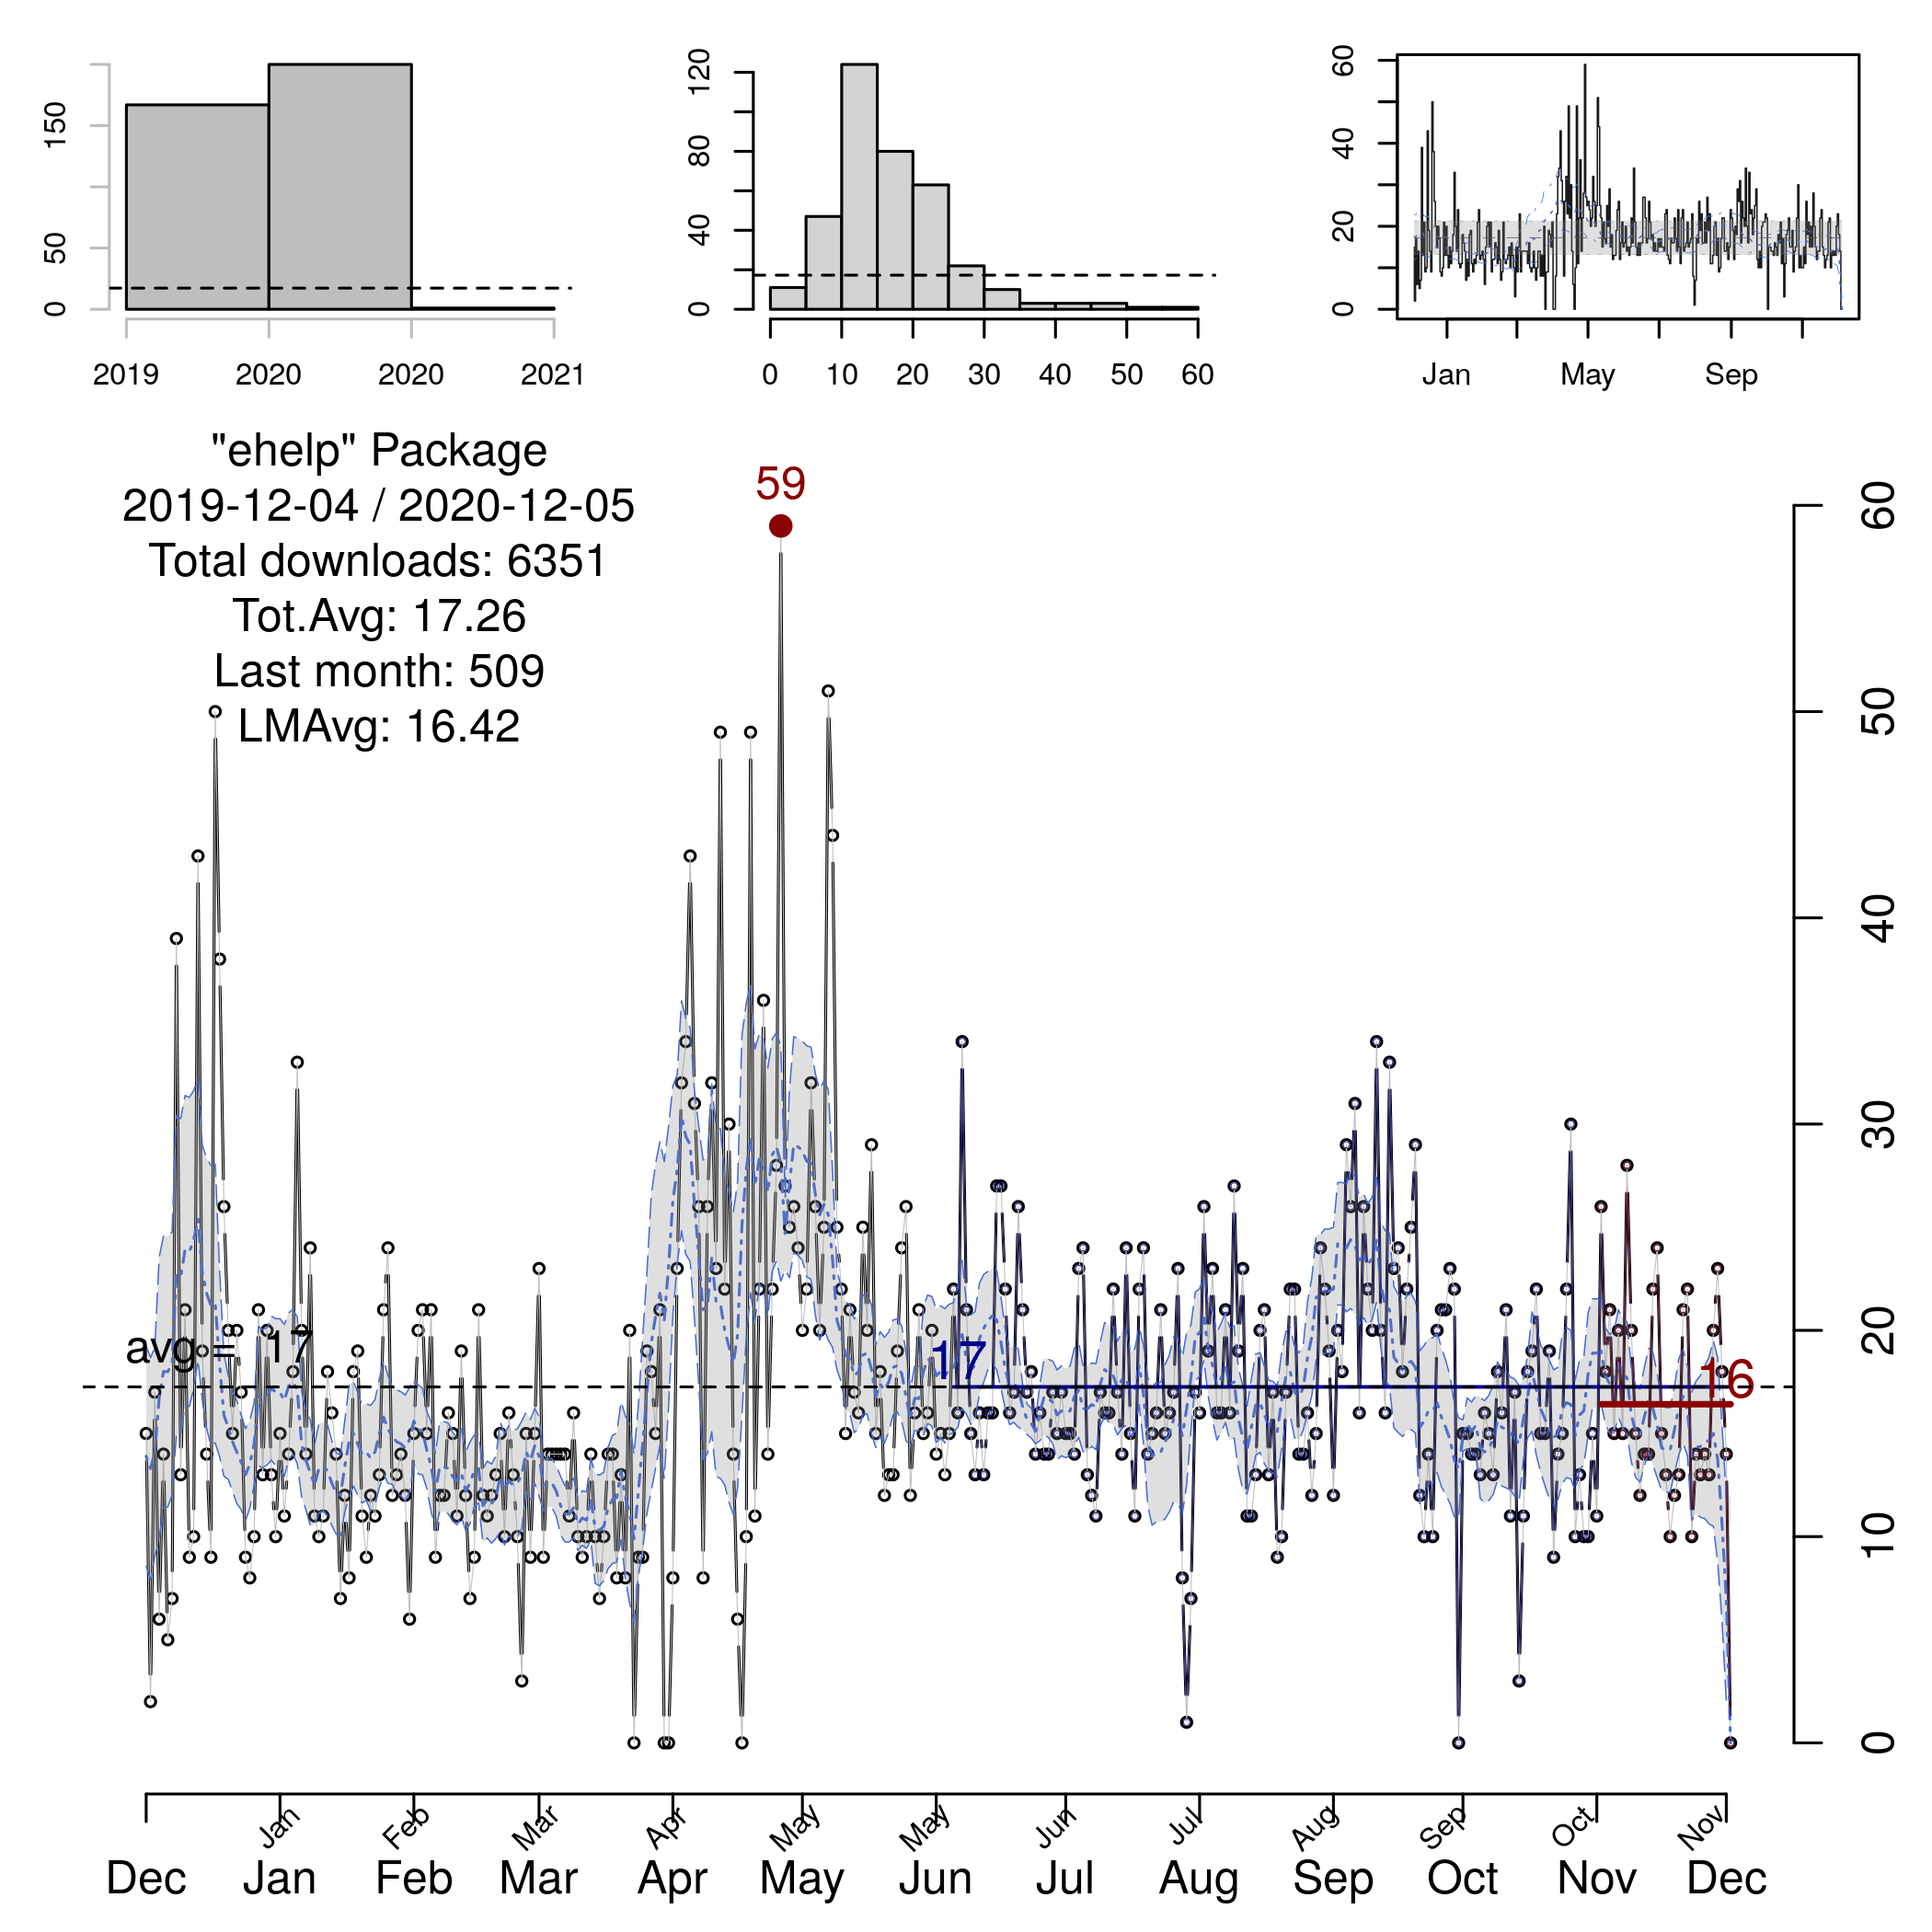 150
50
0
2019 2020 2020 2021
120
80
40
0
0 10 20 30 40 50 60
60
40
20
0
Jan May Sep
"ehelp" Package
2019-12-04 / 2020-12-05
Total downloads: 6351
Tot.Avg: 17.26
Last month: 509
LMAvg: 16.42
59
avg = 17
17
16
60
50
40
30
20
10
0
Jan Feb Mar Apr May May Jun Jul Aug Sep Oct Nov
Dec Jan Feb Mar Apr May Jun Jul Aug Sep Oct Nov Dec